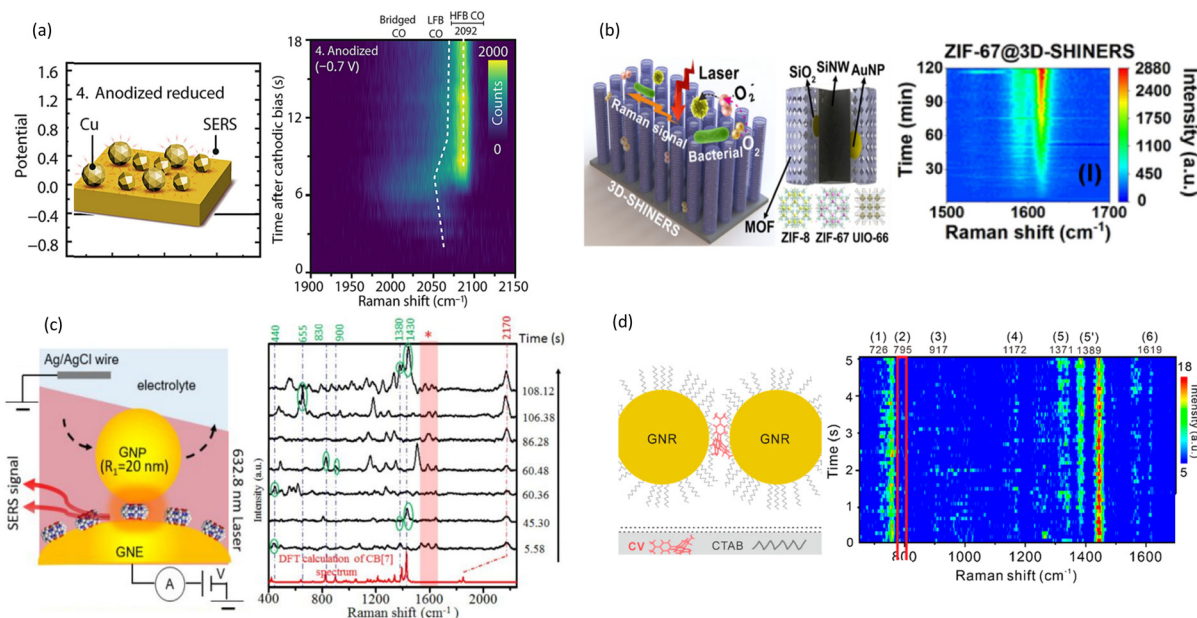 (a)
Potential
1.6
1.2
0.8
0.4
0.0
−0.4
−0.8
4. Anodized reduced
Cu
SERS
Bridged CO
LFB CO
HFB CO
2092
4. Anodized
(−0.7 V)
2000
Counts
0
Time after cathodic bias (s)
18
15
12
9
6
3
0
1900 1950 2000 2050 2100 2150
Raman shift (cm⁻¹)
(b)
Laser
Raman signal
O₂⁻
O₂
Bacterial
3D-SHINERS
MOF
SiO₂
SiNW
AuNP
ZIF-8 ZIF-67 UIO-66
ZIF-67@3D-SHINERS
Time (min)
120
90
60
30
0
(I)
1500 1600 1700
Raman shift (cm⁻¹)
2880
2400
1900
1400
930
450
0
Intensity (a.u.)
(c)
Ag/AgCl wire
electrolyte
GNP
(R₁=20 nm)
SERS signal
632.8 nm Laser
GNE
A
V
440 655 830 900 1380 1430 * 2170
Time (s)
108.12
106.38
86.28
60.48
60.36
45.30
5.58
Intensity (a.u.)
DFT calculation of CB[7]
spectrum
400 800 1200 1600 2000
Raman shift (cm⁻¹)
(d)
GNR GNR
CV CTAB
(1) (2) (3) (4) (5) (5') (6)
726 795 917 1172 1371 1389 1619
Time (s)
5
4
3
2
1
0
800 1000 1200 1400 1600
Raman shift (cm⁻¹)
18
Intensity (a.u.)
5